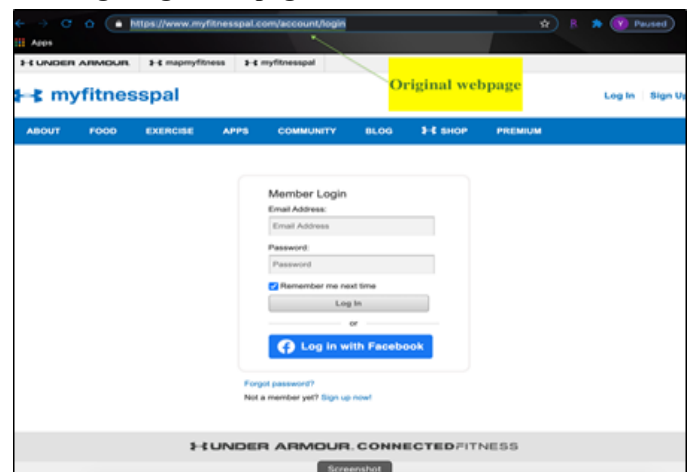 https://www.myfitnesspal.com/account/login
R Y Paused
Apps
UNDER ARMOUR mapmyfitness myfitnesspal
Original webpage
myfitnesspal
Log In Sign Up
ABOUT FOOD EXERCISE APPS COMMUNITY BLOG SHOP PREMIUM
Member Login
Email Address:
Email Address
Password:
Password
Remember me next time
Log In
or
Log in with Facebook
Forgot password?
Not a member yet? Sign up now!
UNDER ARMOUR. CONNECTEDFITNESS
Screenshot